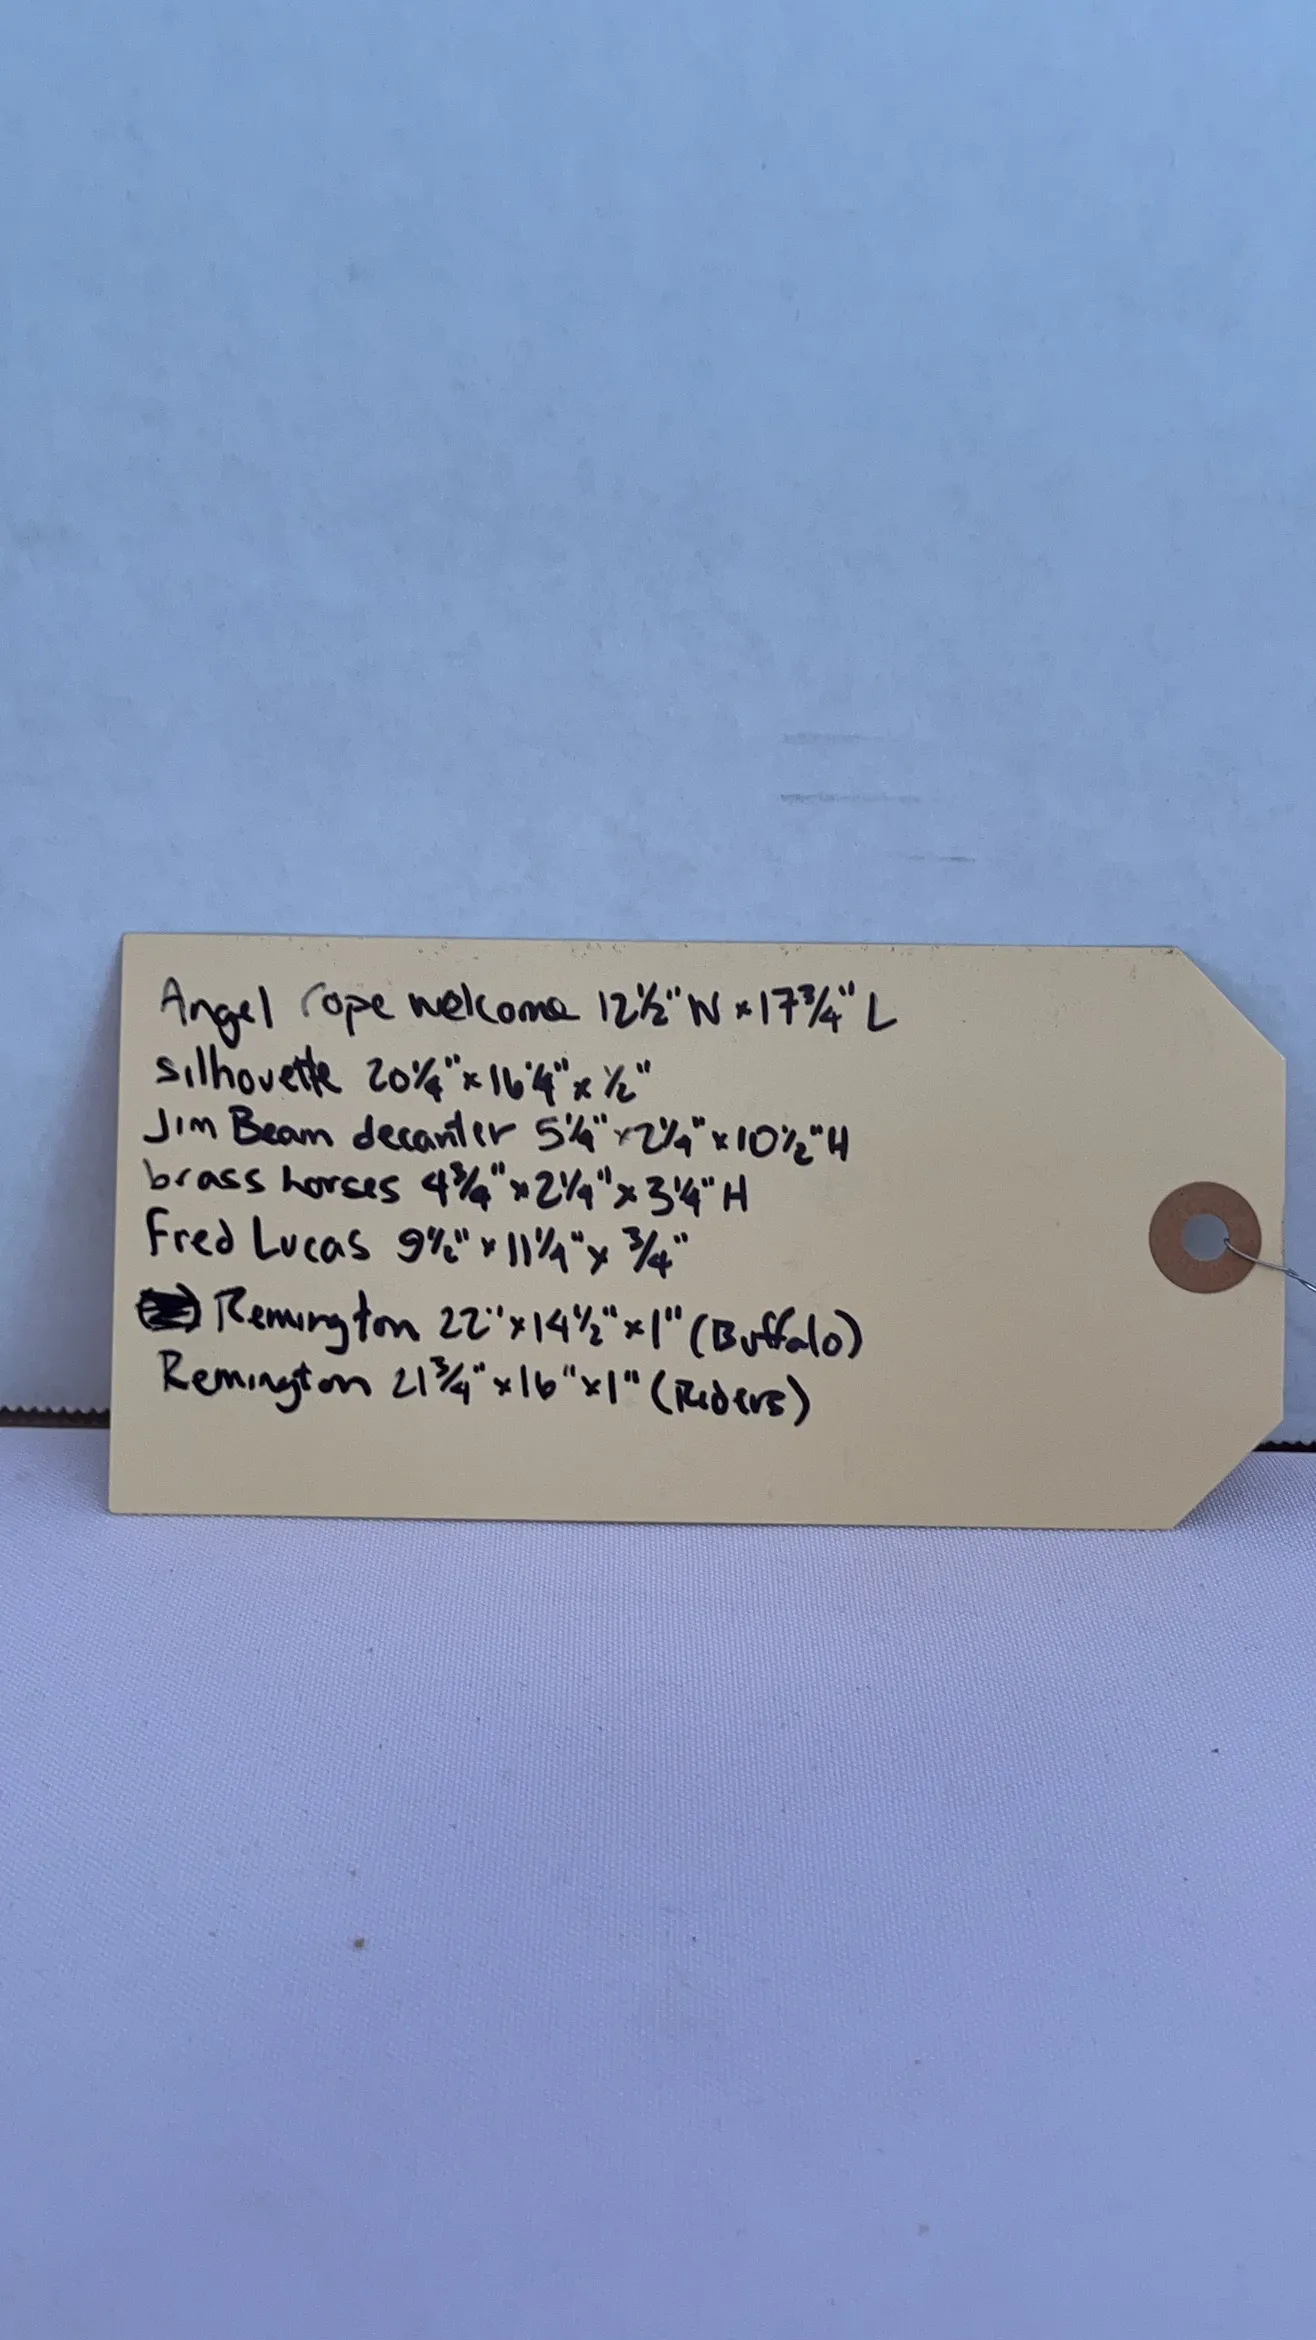 Angel rope welcome 12½" W x 17¾" L
silhouette 20¼" x 16¼" x ½"
Jim Beam decanter 5¼" x 2¼" x 10½" H
brass horses 4¾" x 2¼" x 3¼" H
Fred Lucas 9½" x 11¼" x ¾"
Remington 22" x 14½" x 1" (Buffalo)
Remington 21¾" x 16" x 1" (Riders)